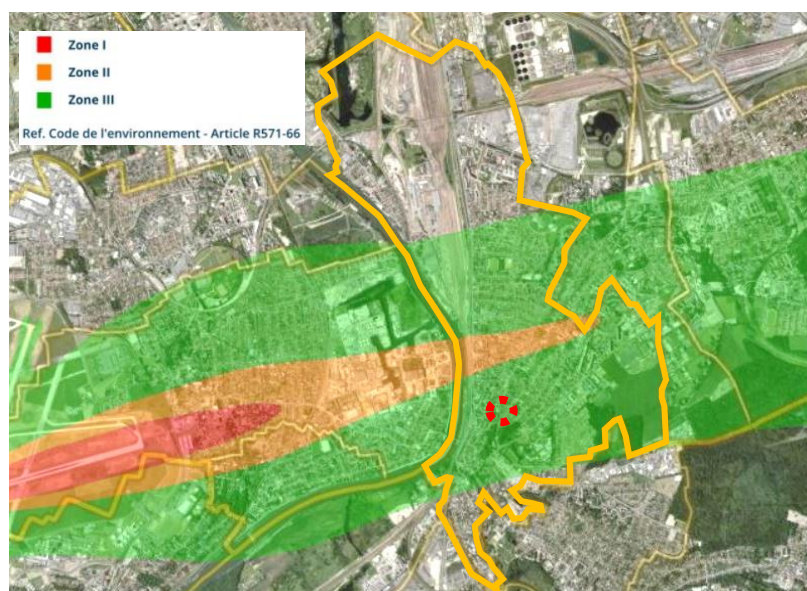 Zone I
Zone II
Zone III
Ref. Code de l'environnement - Article R571-66